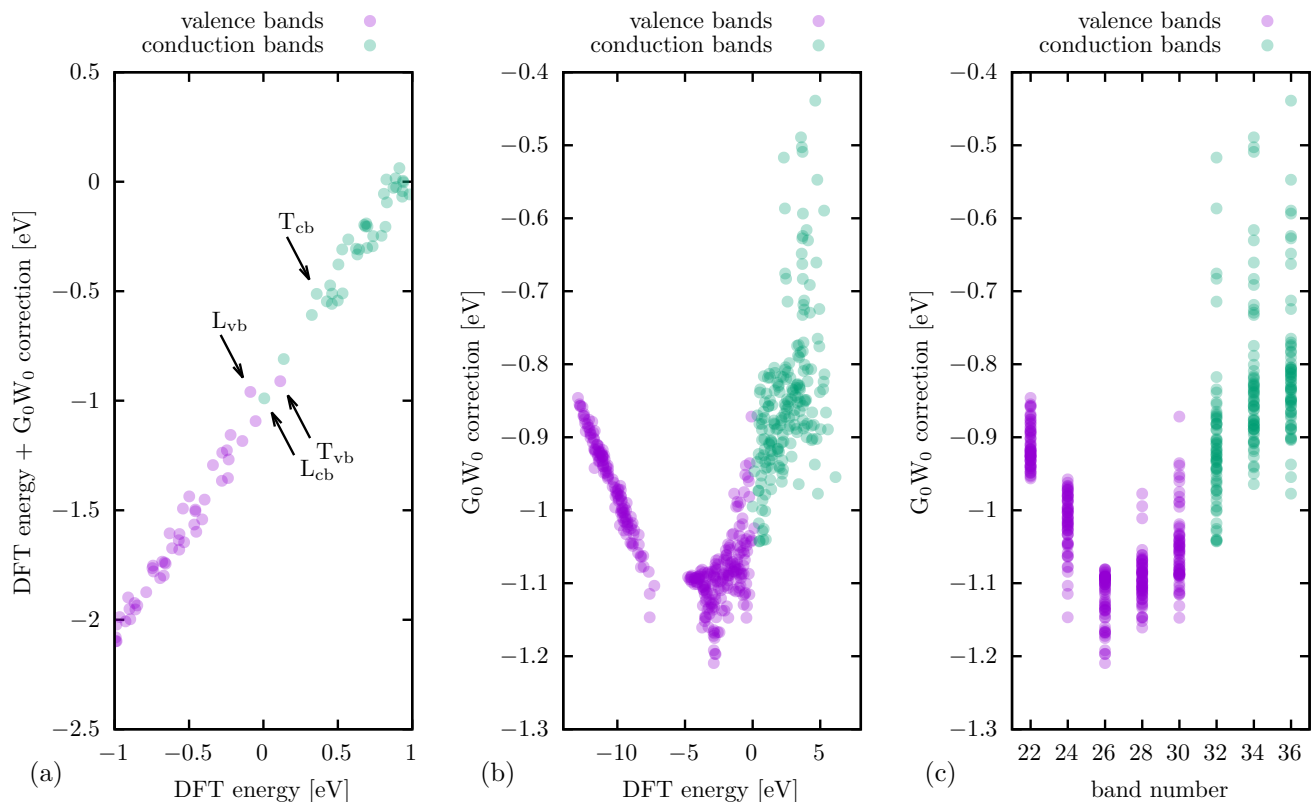 valence bands
conduction bands
0.5
0
−0.5
−1
−1.5
−2
−2.5
−1
−0.5
0
0.5
1
DFT energy + G₀W₀ correction [eV]
DFT energy [eV]
T_cb
L_vb
T_vb
L_cb
(a)
valence bands
conduction bands
−0.4
−0.5
−0.6
−0.7
−0.8
−0.9
−1
−1.1
−1.2
−1.3
−10
−5
0
5
G₀W₀ correction [eV]
DFT energy [eV]
(b)
valence bands
conduction bands
−0.4
−0.5
−0.6
−0.7
−0.8
−0.9
−1
−1.1
−1.2
−1.3
22 24 26 28 30 32 34 36
G₀W₀ correction [eV]
band number
(c)